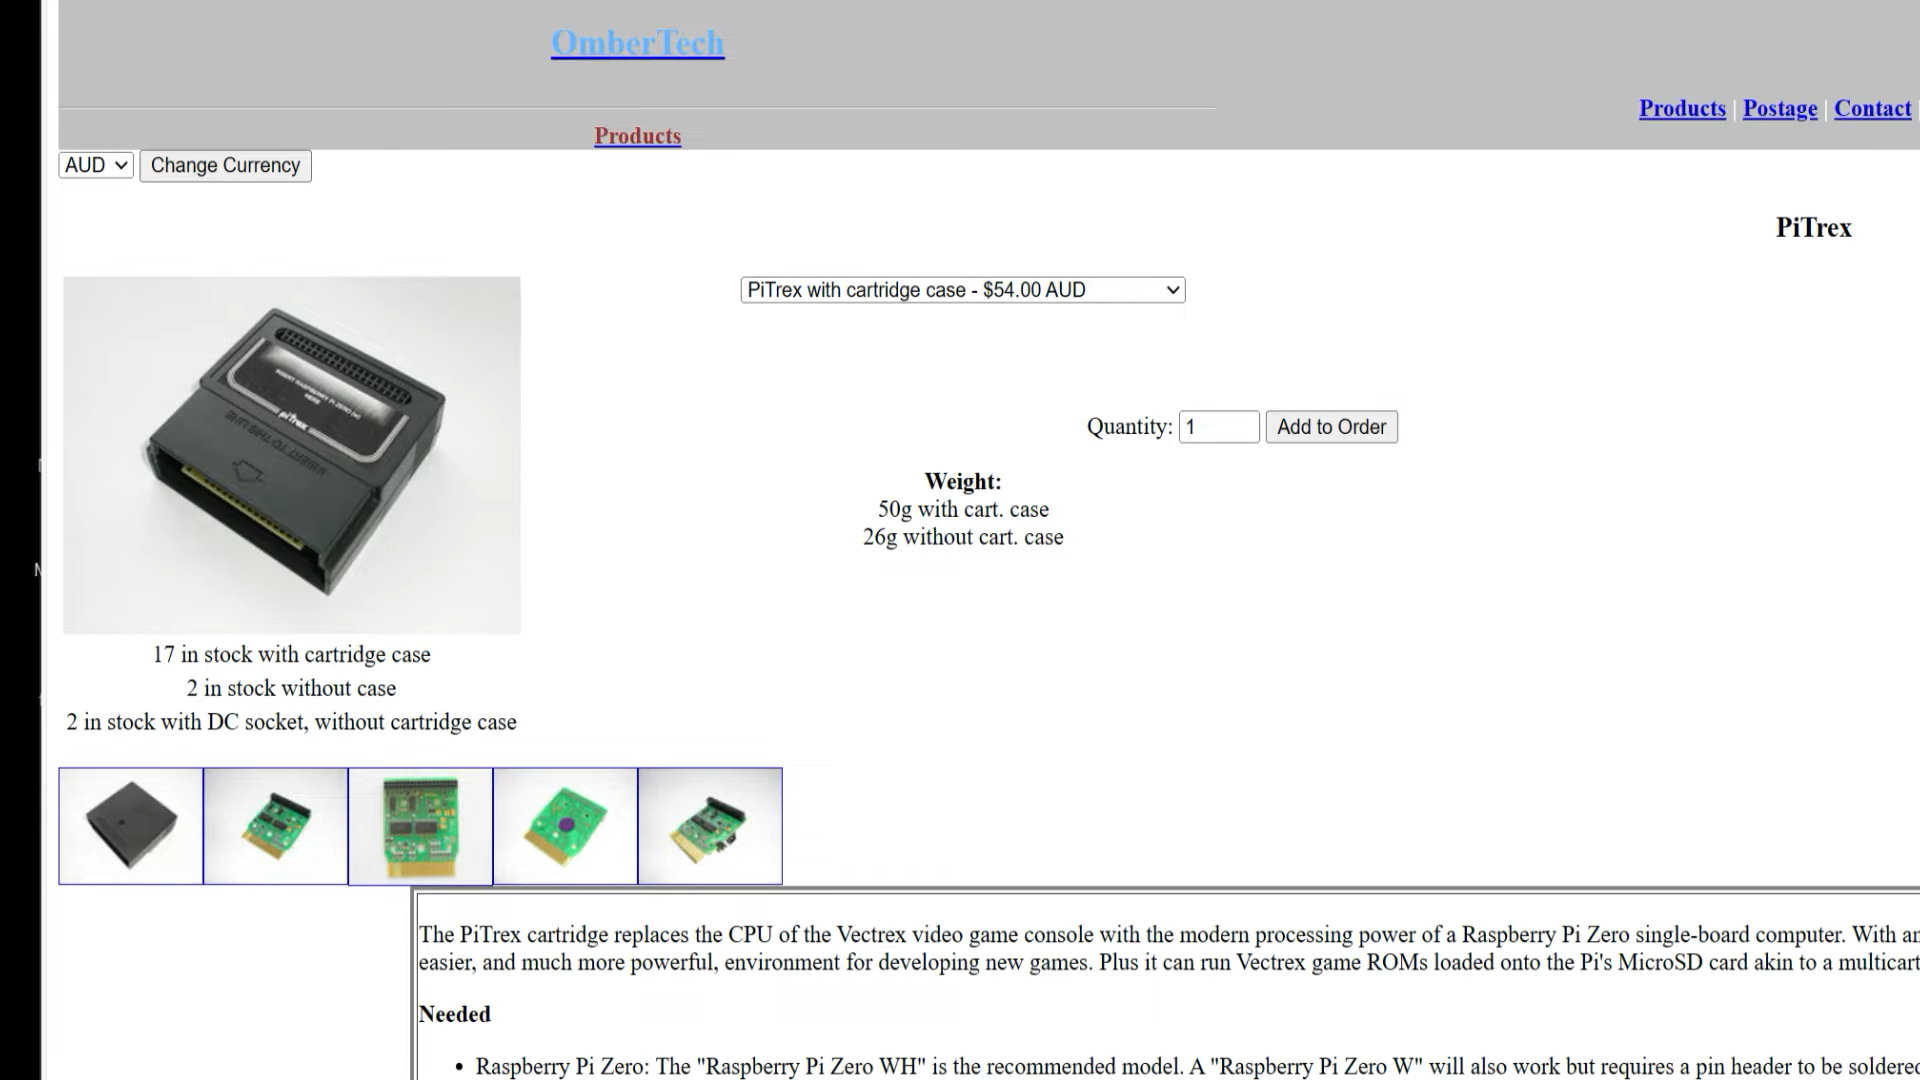 OmberTech
Products | Postage | Contact
Products
AUD Change Currency
PiTrex
PiTrex with cartridge case - $54.00 AUD
INSERT RASPBERRY PI ZERO (W)
HERE
PiTrex
Quantity: 1 Add to Order
Weight:
50g with cart. case
26g without cart. case
17 in stock with cartridge case
2 in stock without case
2 in stock with DC socket, without cartridge case
The PiTrex cartridge replaces the CPU of the Vectrex video game console with the modern processing power of a Raspberry Pi Zero single-board computer. With
easier, and much more powerful, environment for developing new games. Plus it can run Vectrex game ROMs loaded onto the Pi's MicroSD card akin to a multicart
Needed
• Raspberry Pi Zero: The "Raspberry Pi Zero WH" is the recommended model. A "Raspberry Pi Zero W" will also work but requires a pin header to be soldered